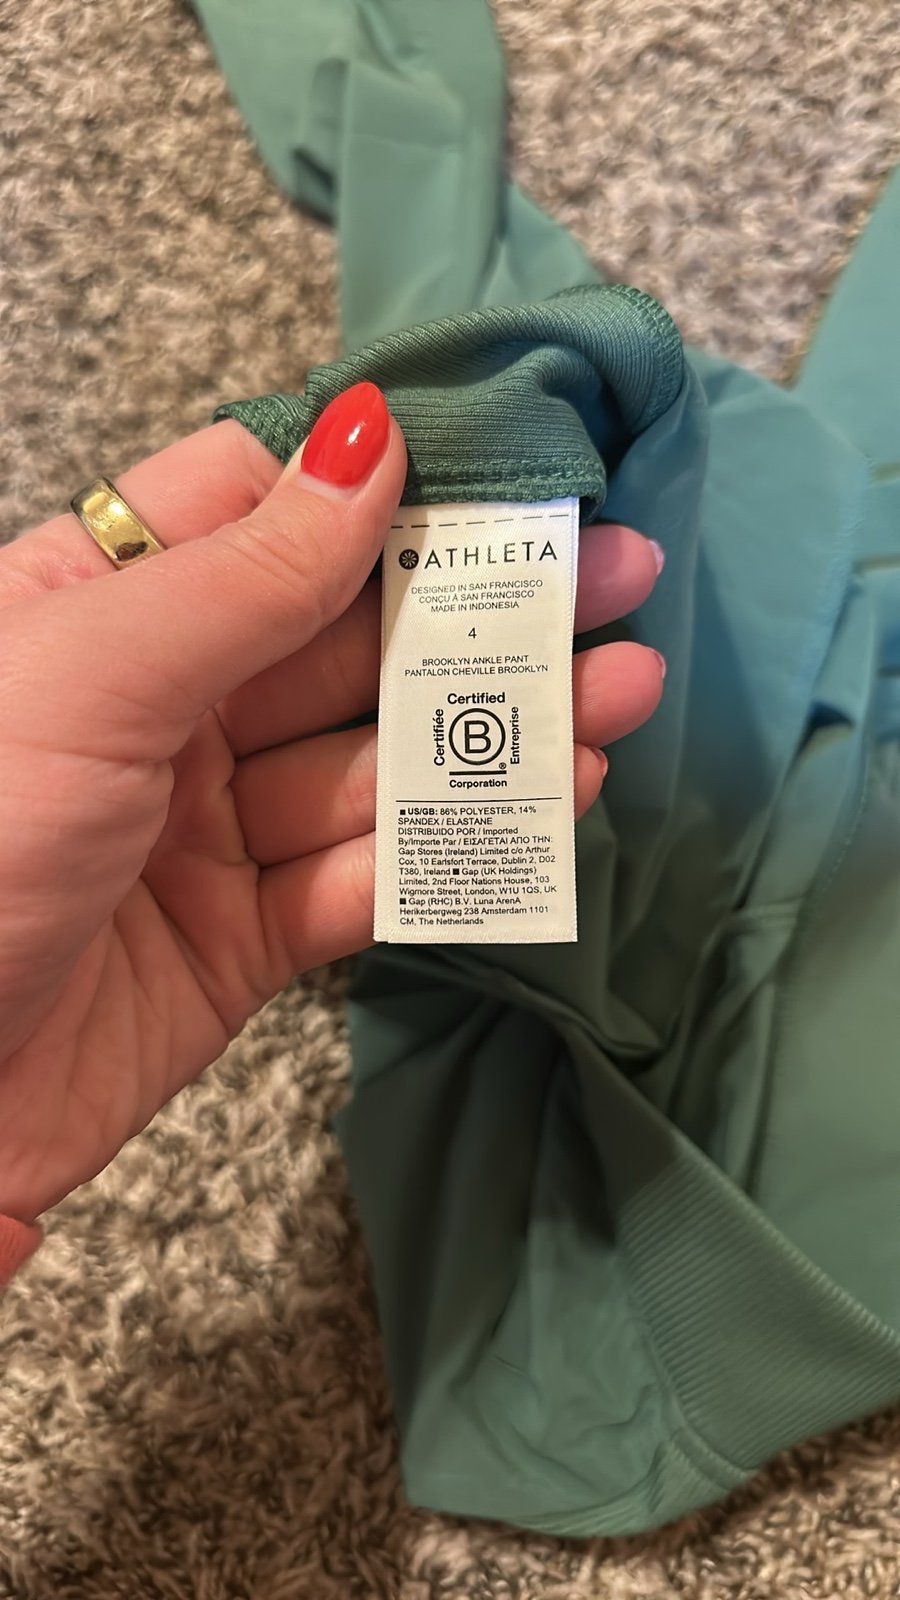 ATHLETA
DESIGNED IN SAN FRANCISCO
CONÇU À SAN FRANCISCO
MADE IN INDONESIA
4
BROOKLYN ANKLE PANT
PANTALON CHEVILLE BROOKLYN
Certified
Certifiée
B
Entreprise
®
Corporation
■ US/GB: 86% POLYESTER, 14%
SPANDEX / ELASTANE
DISTRIBUIDO POR / Imported
By/Importe Par / ΕΙΣΑΓΕΤΑΙ ΑΠΟ ΤΗΝ:
Gap Stores (Ireland) Limited c/o Arthur
Cox, 10 Earlsfort Terrace, Dublin 2, D02
T380, Ireland ■ Gap (UK Holdings)
Limited, 2nd Floor Nations House, 103
Wigmore Street, London, W1U 1QS, UK
■ Gap (RHC) B.V. Luna ArenA
Herikerbergweg 238 Amsterdam 1101
CM, The Netherlands